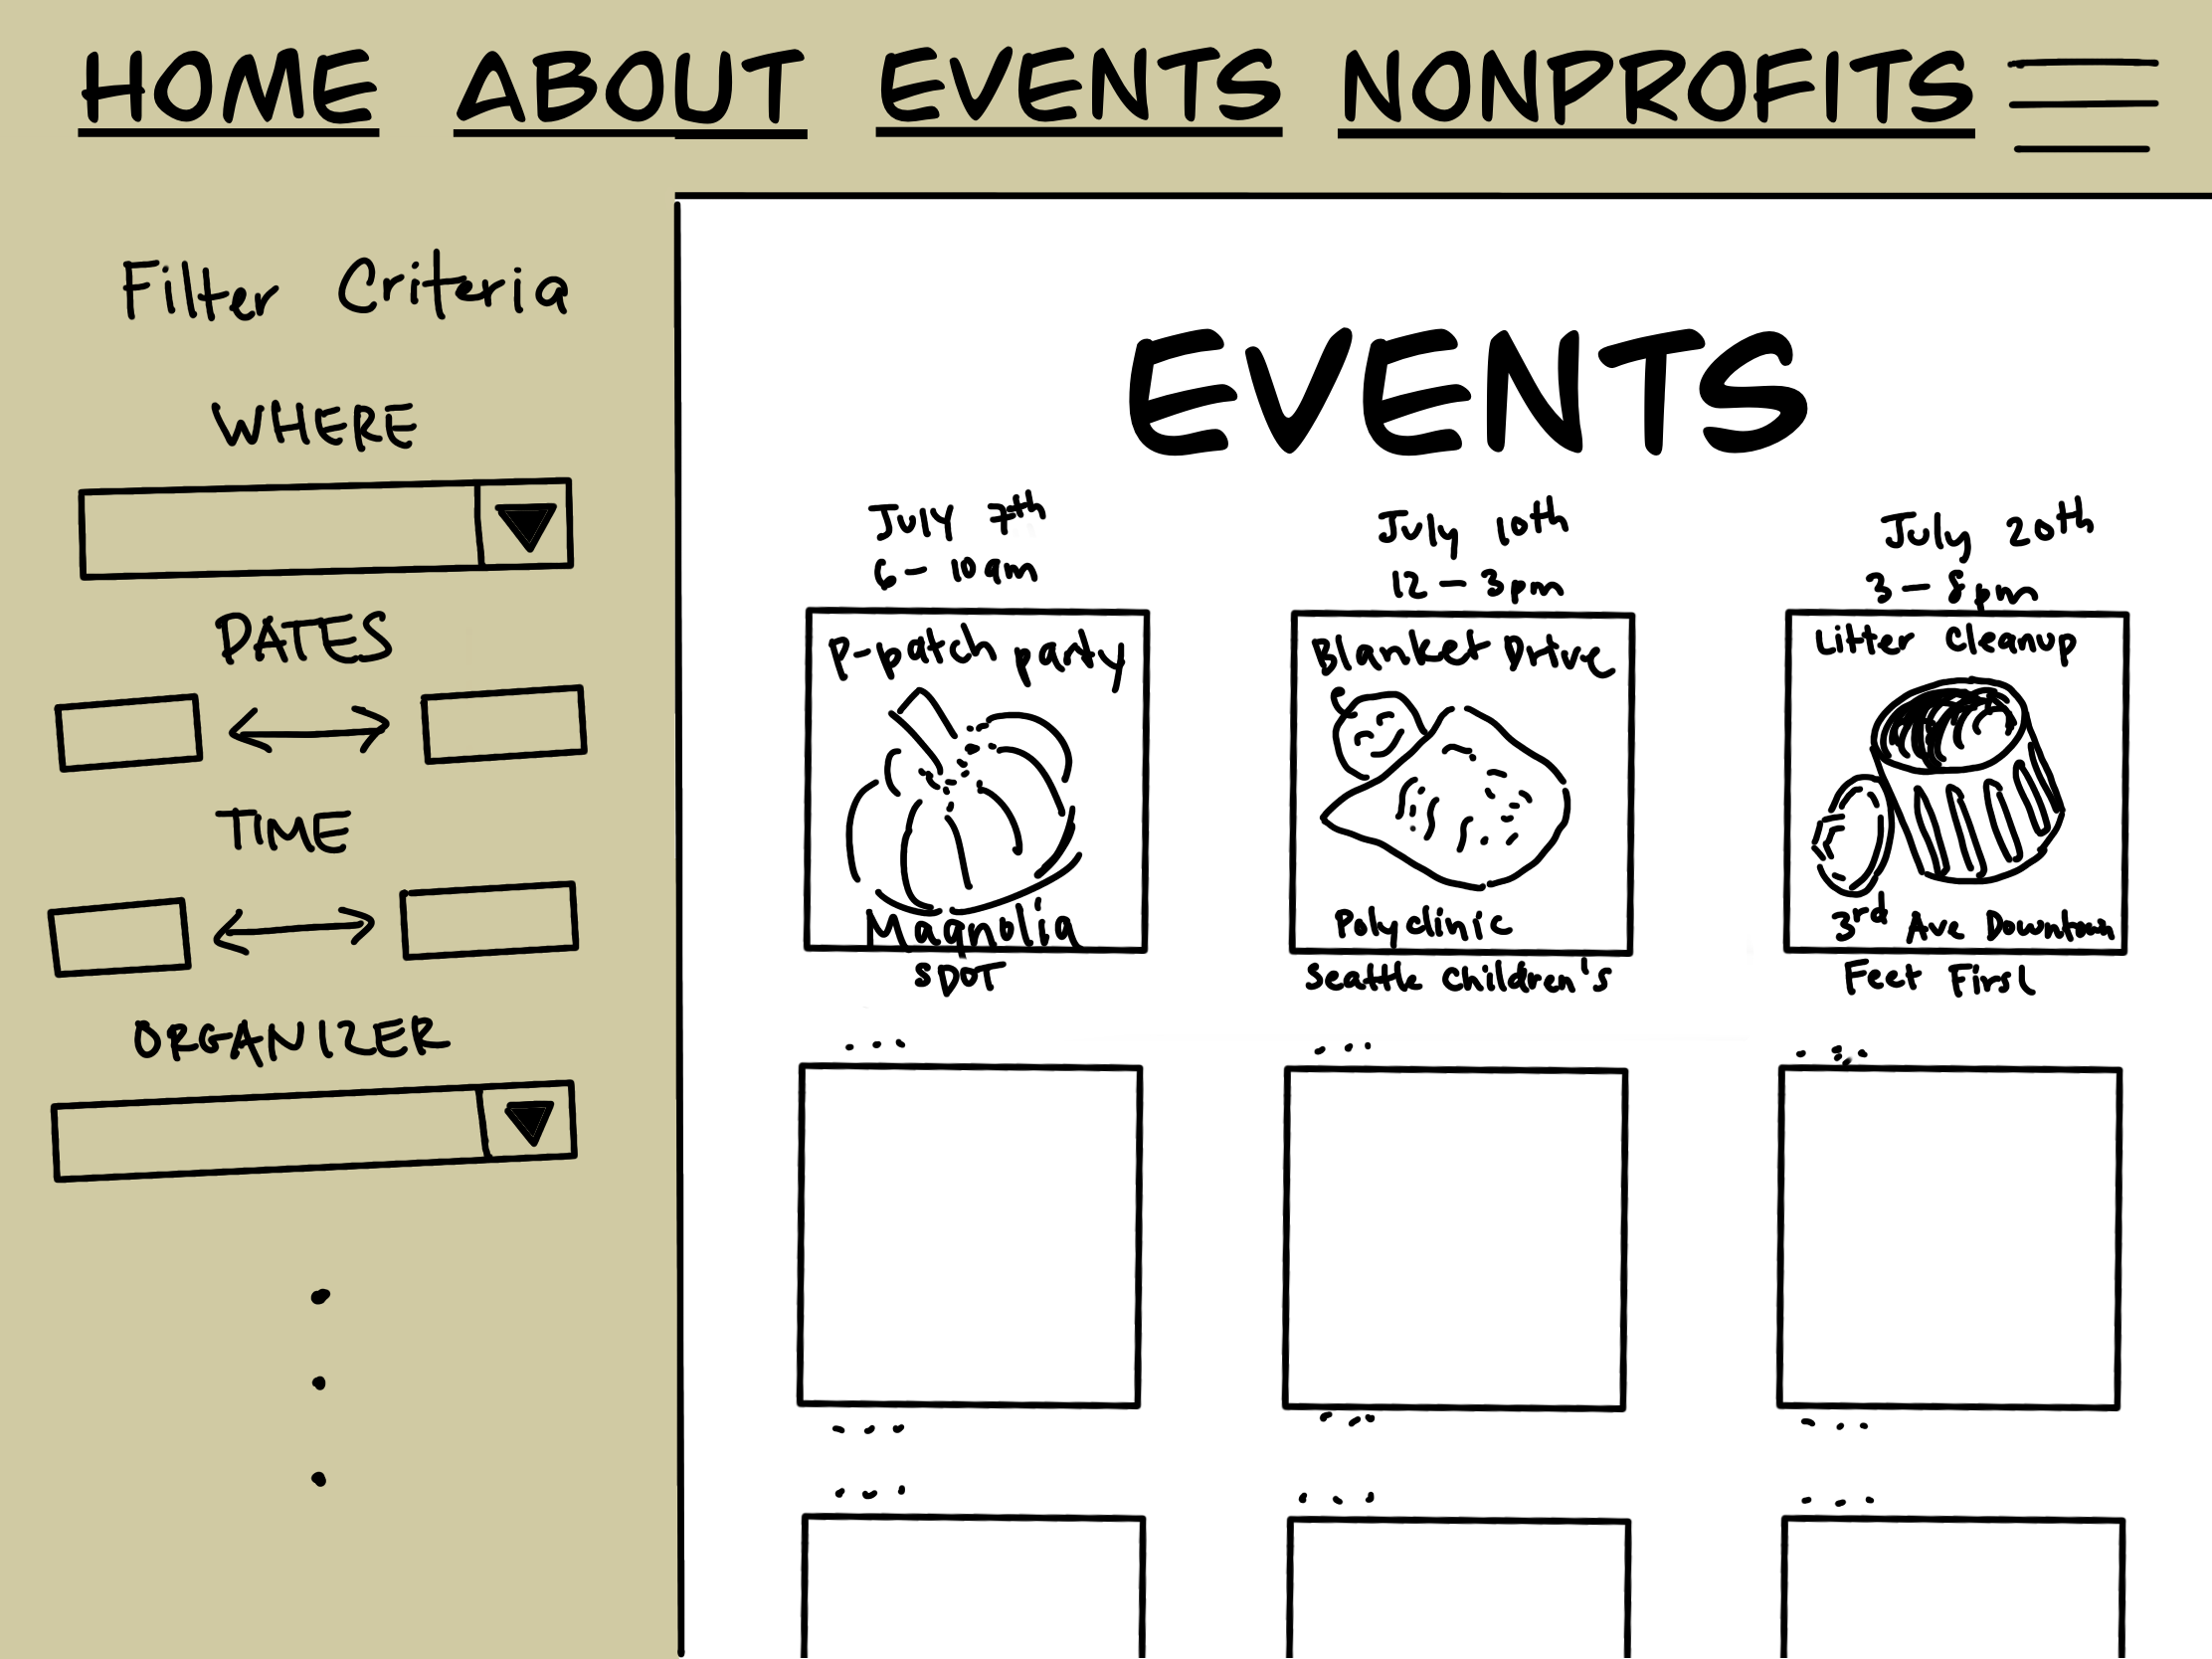 HOME ABOUT EVENTS NONPROFITS
Filter Criteria
WHERE
DATES
TIME
ORGANIZER
EVENTS
July 7th
6 - 10am
P-patch party
Magnolia
SDOT
July 10th
12 - 3pm
Blanket Drive
Polyclinic
Seattle Children's
July 20th
3 - 8pm
Litter Cleanup
3rd Ave Downtown
Feet First